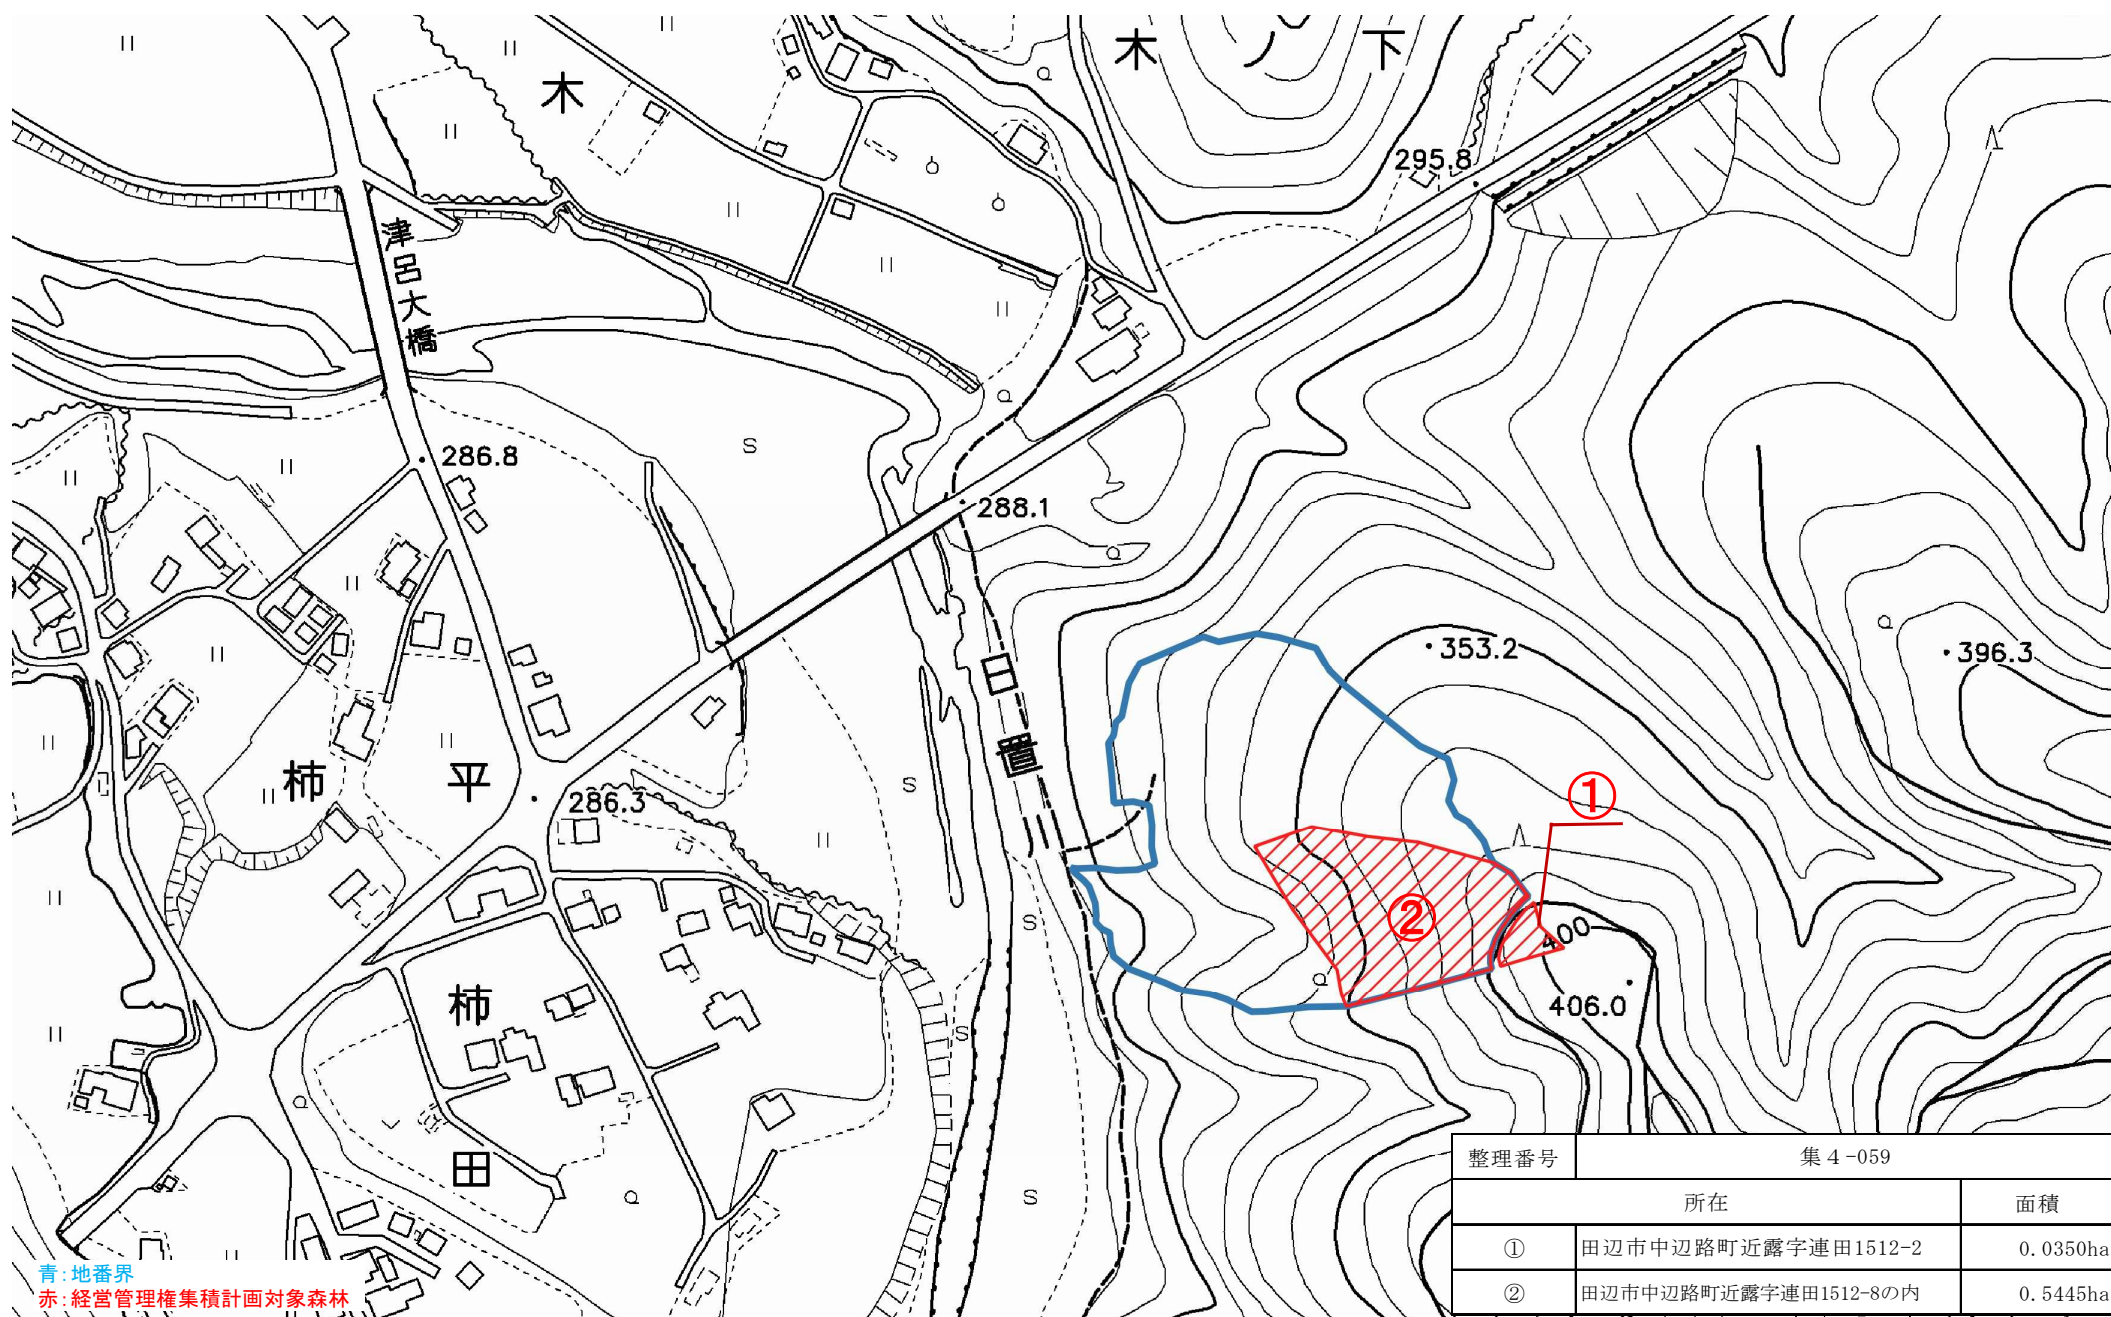 木
木ノ下
295.8
津呂大橋
286.8
288.1
日置川
353.2
396.3
柿平
286.3
①
②
400
406.0
柿
田
整理番号 集4-059
所在 面積
① 田辺市中辺路町近露字連田1512-2 0.0350ha
② 田辺市中辺路町近露字連田1512-8の内 0.5445ha
青:地番界
赤:経営管理権集積計画対象森林